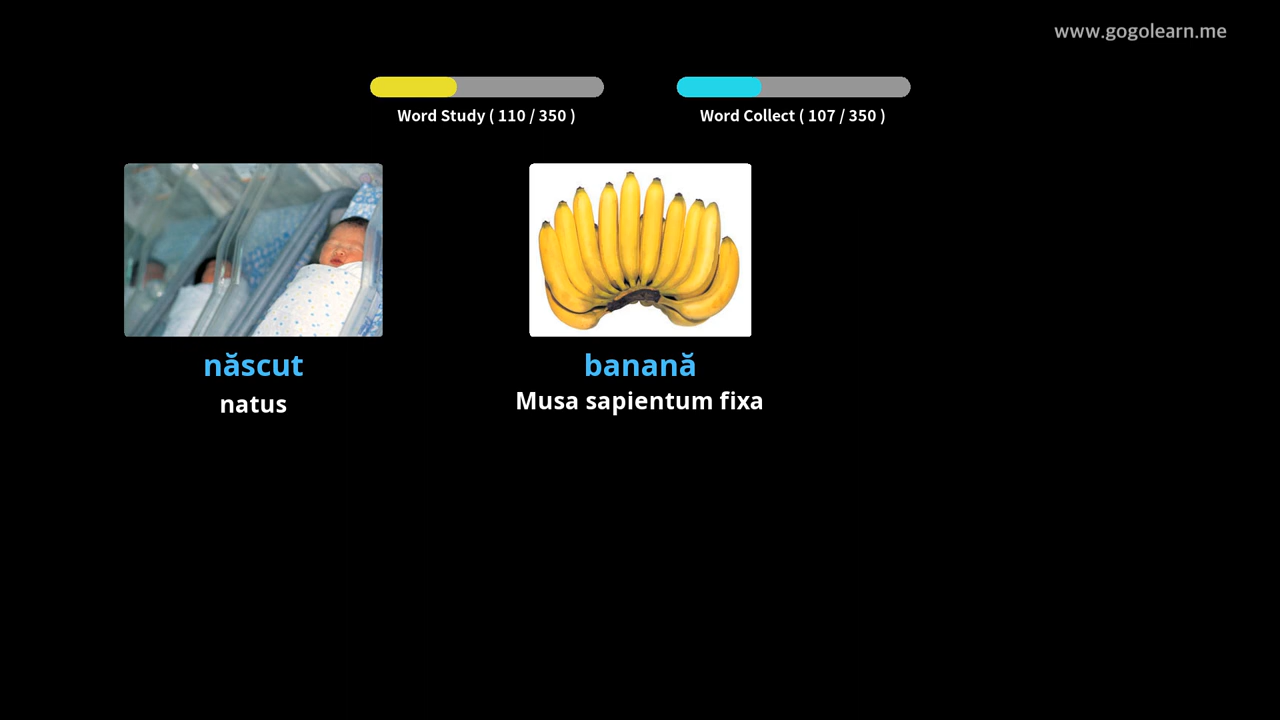 www.gogolearn.me
Word Study ( 110 / 350 )
Word Collect ( 107 / 350 )
născut
natus
banană
Musa sapientum fixa